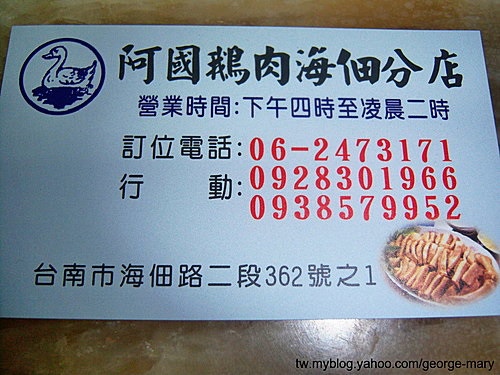 阿國鵝肉海佃分店
營業時間:下午四時至凌晨二時
訂位電話:06-2473171
行 動:0928301966
0938579952
台南市海佃路二段362號之1
tw.myblog.yahoo.com/george-mary